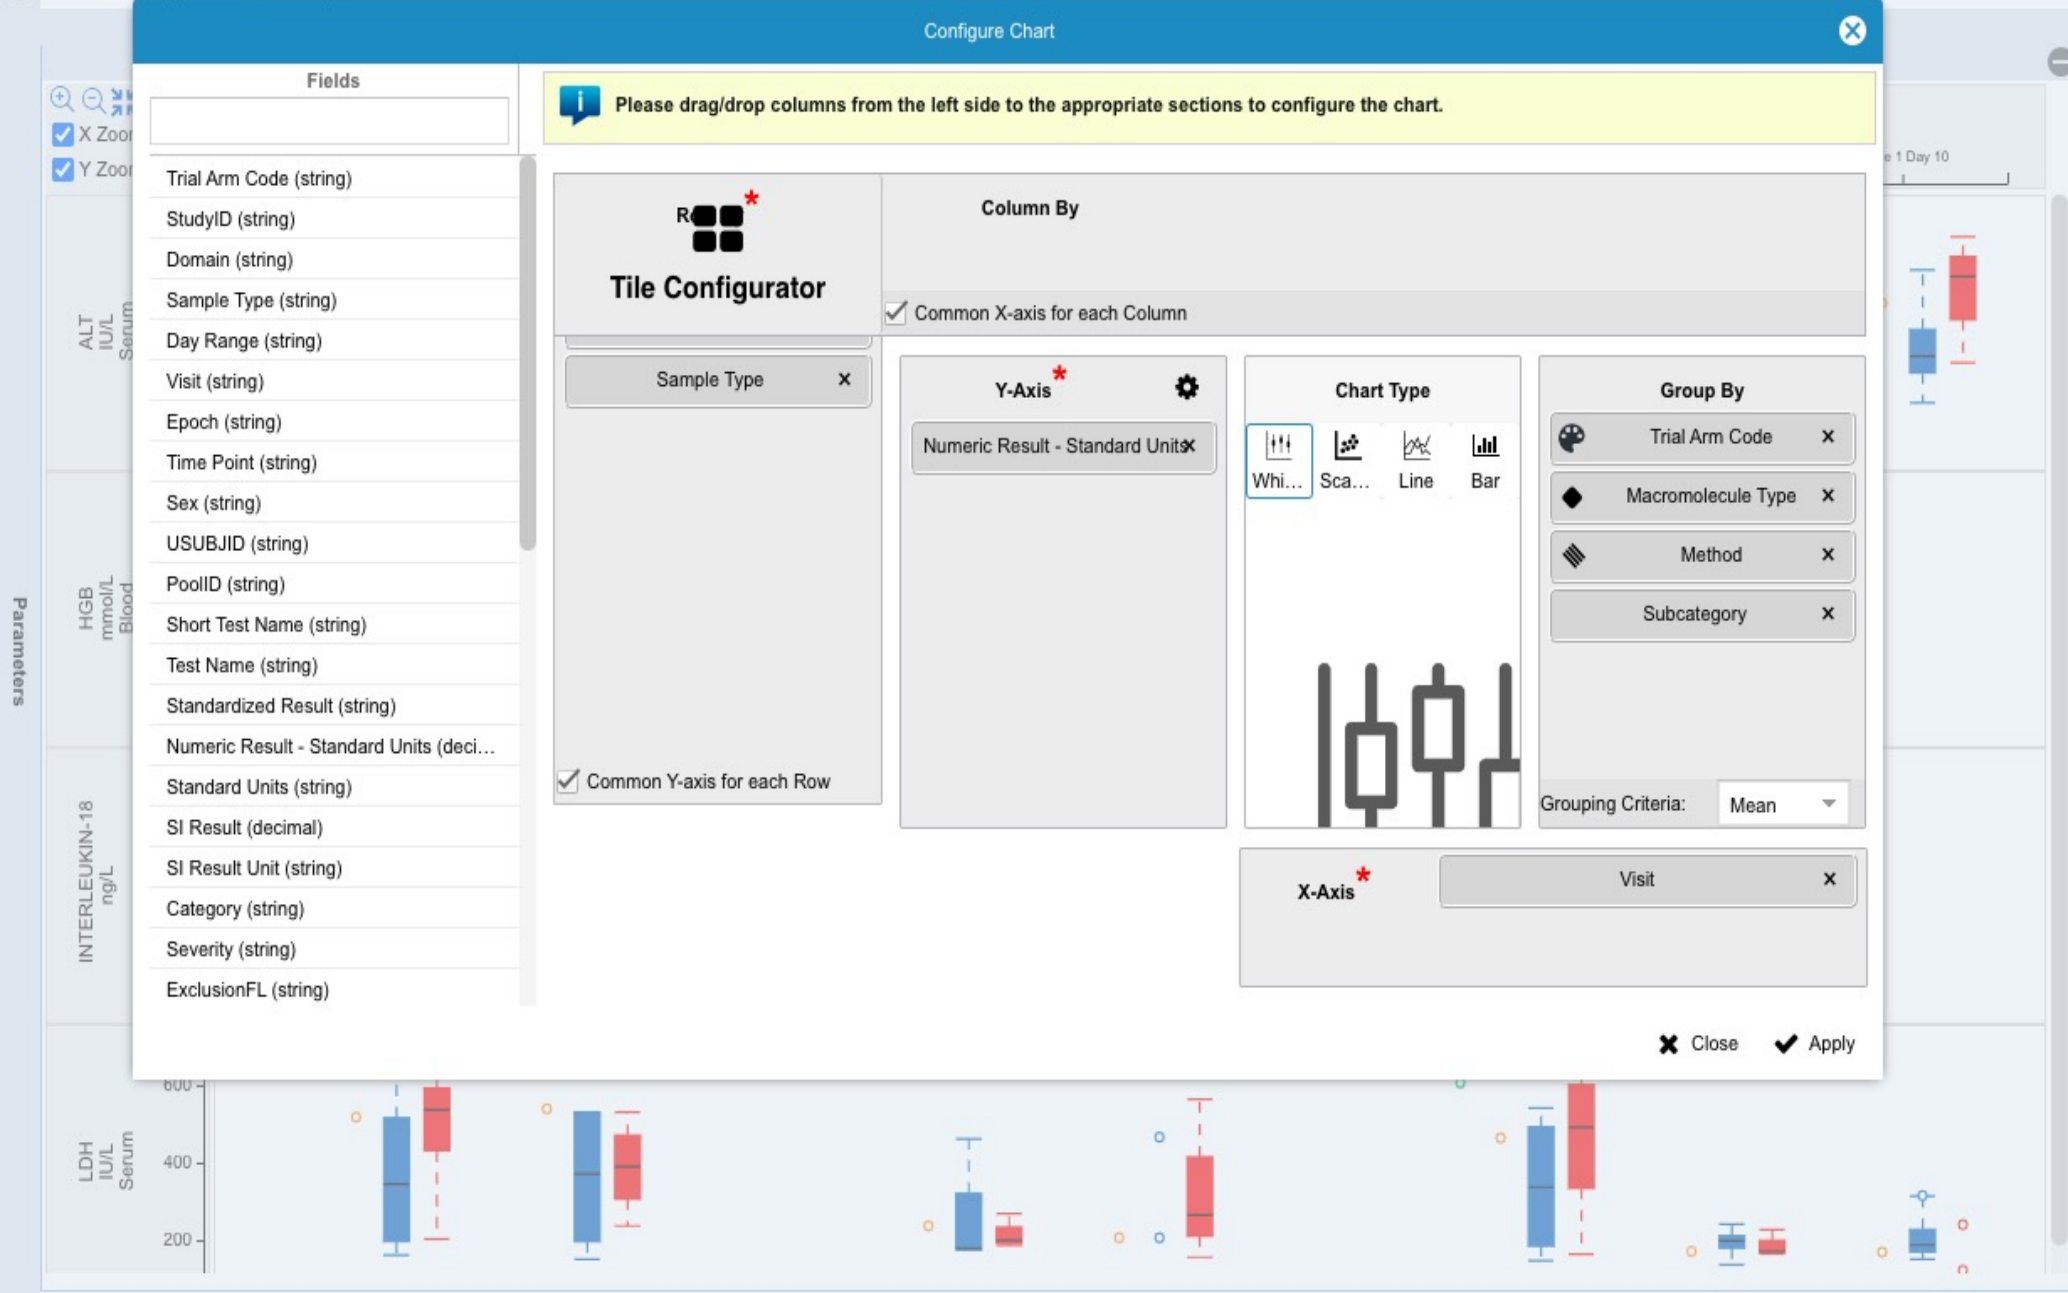 Configure Chart
Fields
Please drag/drop columns from the left side to the appropriate sections to configure the chart.
X Zoo
Y Zoo
e 1 Day 10
Trial Arm Code (string)
StudyID (string)
Domain (string)
Sample Type (string)
Day Range (string)
Visit (string)
Epoch (string)
Time Point (string)
Sex (string)
USUBJID (string)
PoolID (string)
Short Test Name (string)
Test Name (string)
Standardized Result (string)
Numeric Result - Standard Units (deci...
Standard Units (string)
SI Result (decimal)
SI Result Unit (string)
Category (string)
Severity (string)
ExclusionFL (string)
*
Tile Configurator
Column By
Common X-axis for each Column
Sample Type
Common Y-axis for each Row
Y-Axis*
Numeric Result - Standard Units
Chart Type
Whi...
Sca...
Line
Bar
Group By
Trial Arm Code
Macromolecule Type
Method
Subcategory
Grouping Criteria: Mean
X-Axis*
Visit
Close
Apply
Parameters
ALT
IU/L
Serum
HGB
mmol/L
Blood
INTERLEUKIN-18
ng/L
LDH
IU/L
Serum
600
400
200